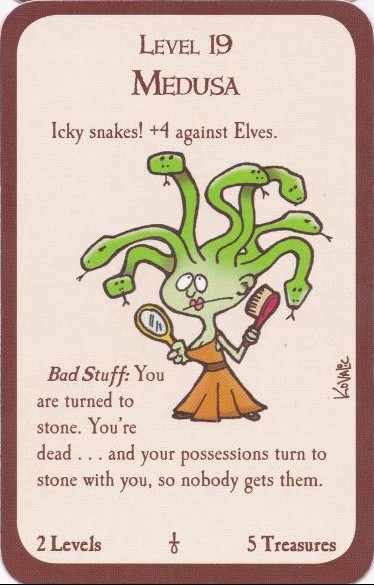 Level 19
Medusa
Icky snakes! +4 against Elves.
Kovalic
Bad Stuff: You
are turned to
stone. You're
dead . . . and your possessions turn to
stone with you, so nobody gets them.
2 Levels
5 Treasures